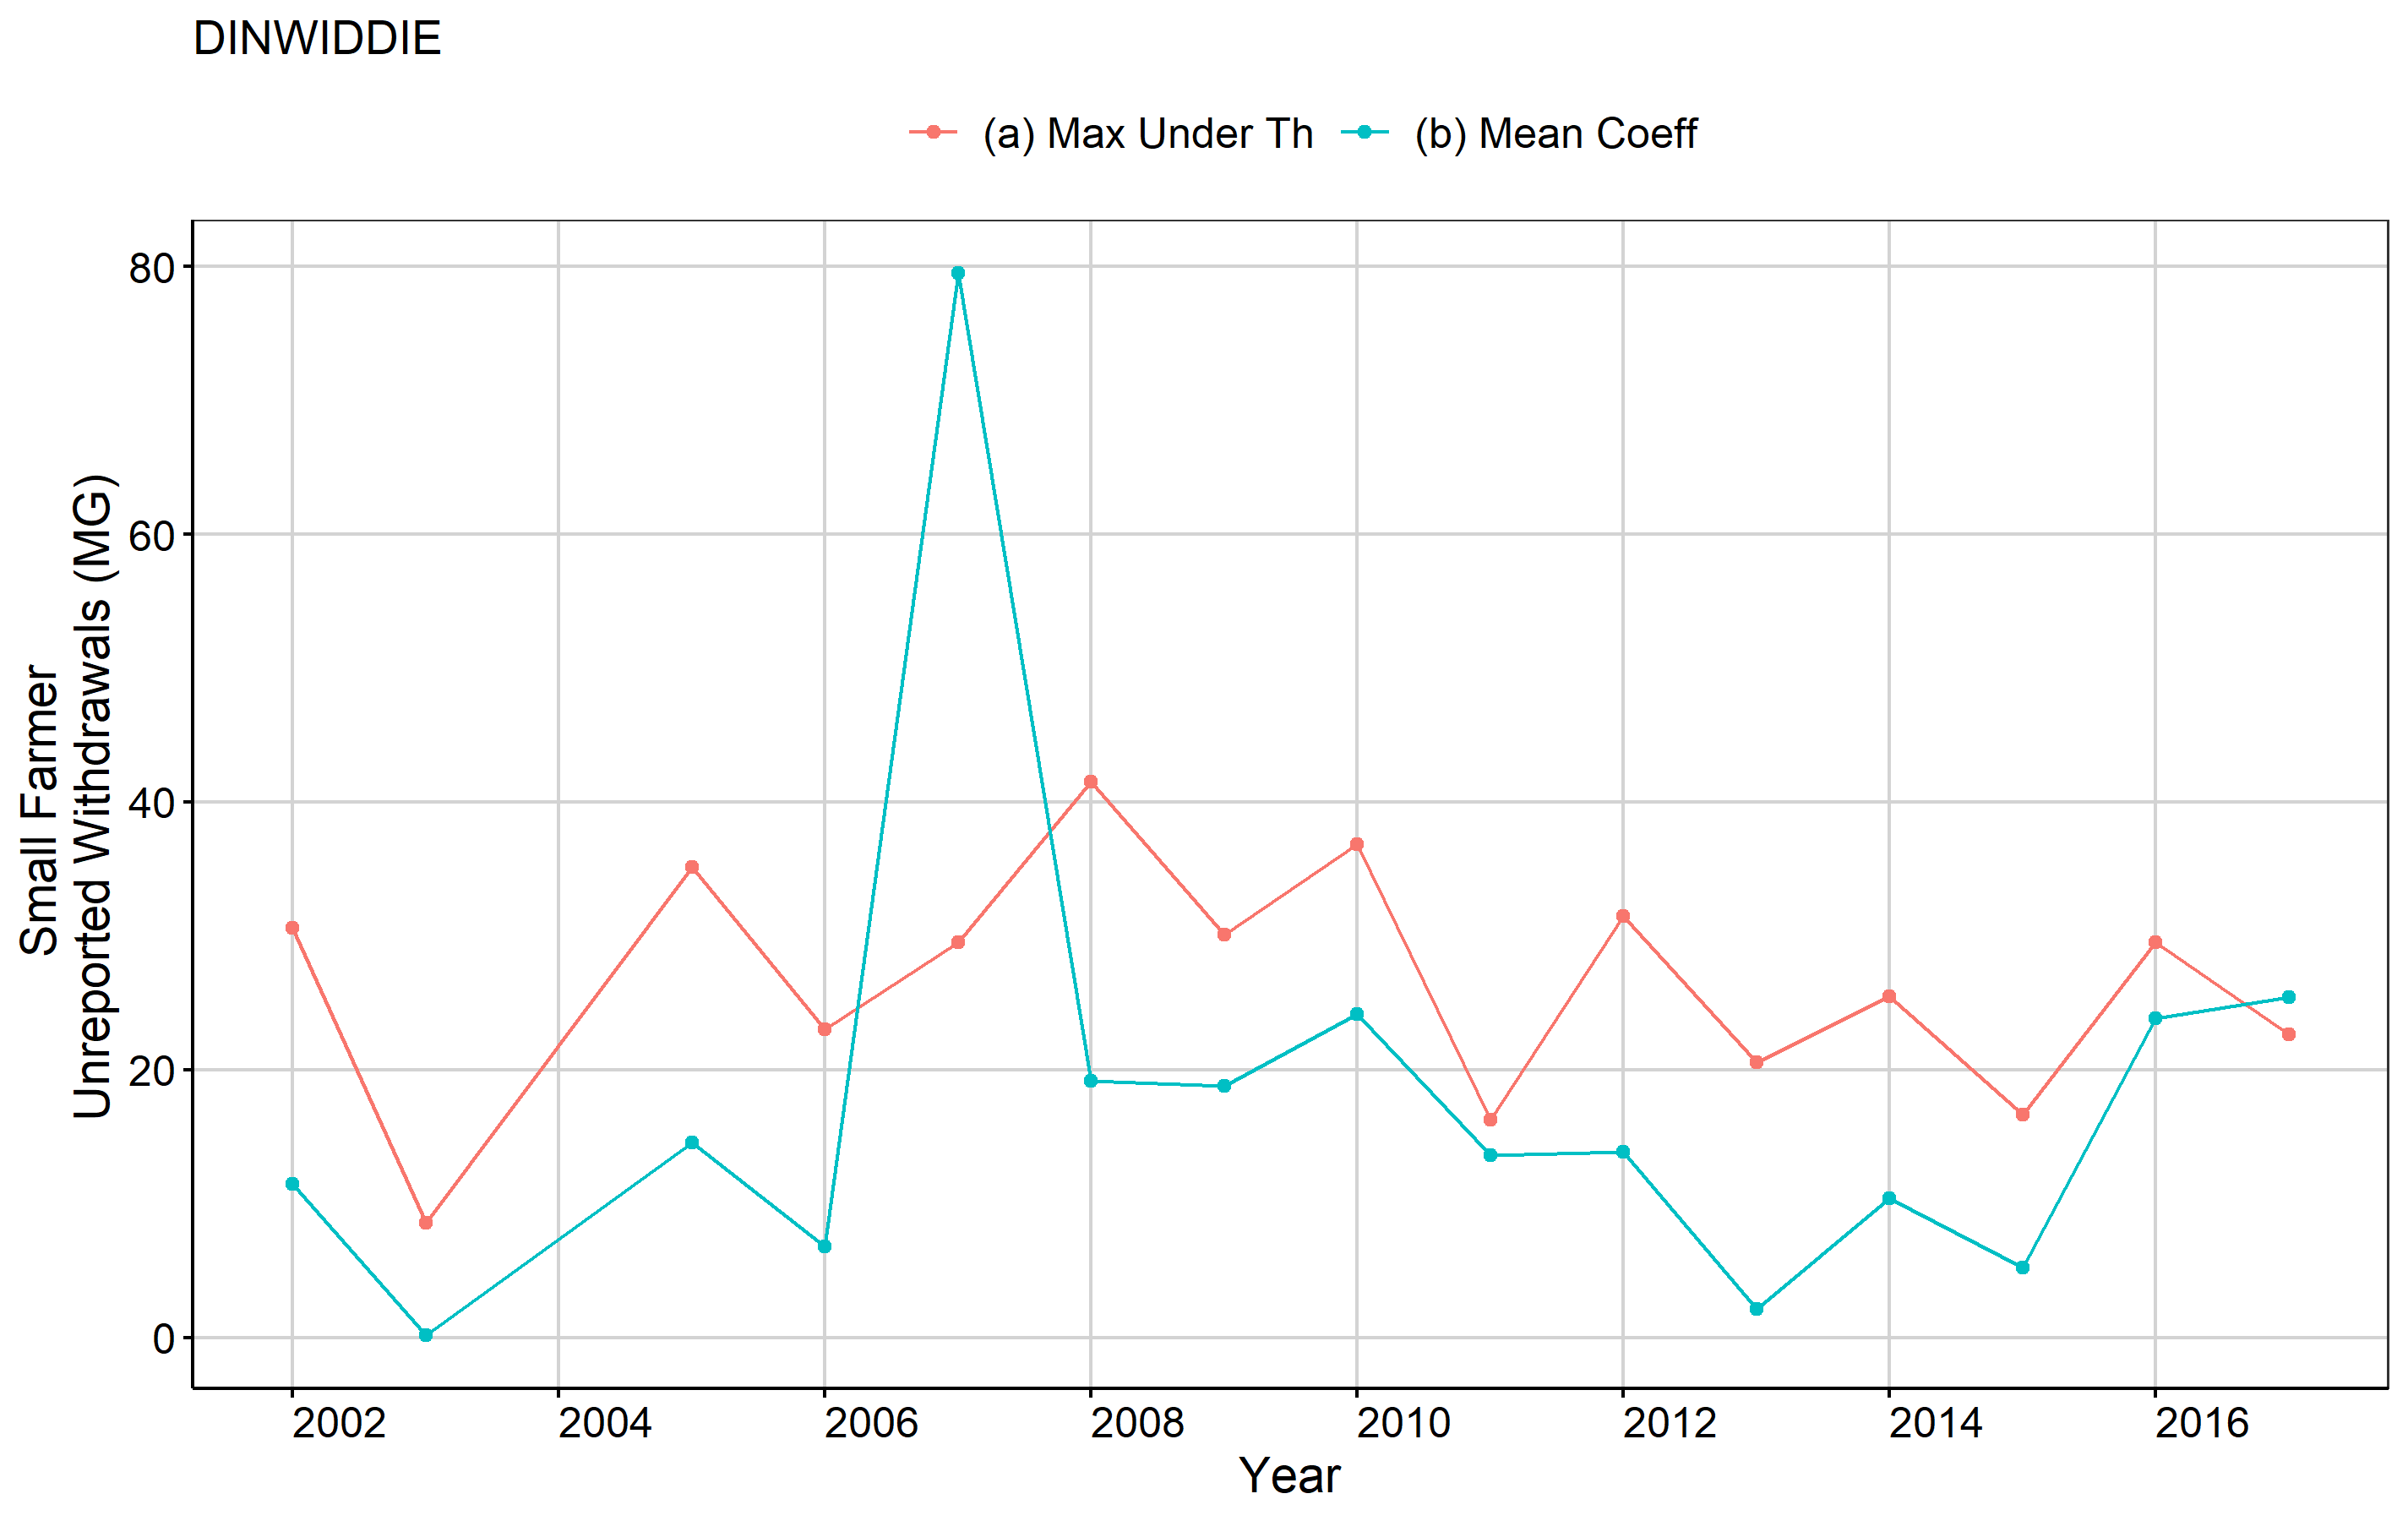 DINWIDDIE
(a) Max Under Th (b) Mean Coeff
Small Farmer
Unreported Withdrawals (MG)
80
60
40
20
0
2002 2004 2006 2008 2010 2012 2014 2016
Year